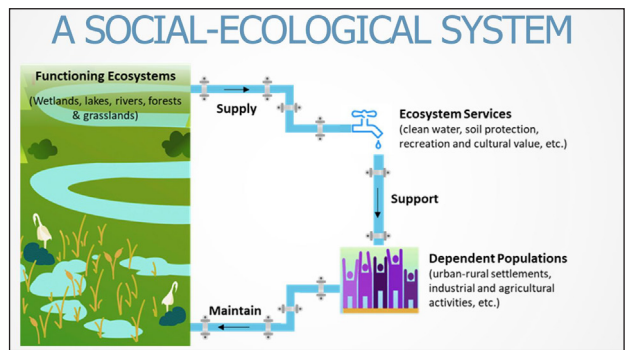 A SOCIAL-ECOLOGICAL SYSTEM
Functioning Ecosystems
(Wetlands, lakes, rivers, forests
& grasslands)
Supply
Ecosystem Services
(clean water, soil protection,
recreation and cultural value, etc.)
Support
Dependent Populations
(urban-rural settlements,
industrial and agricultural
activities, etc.)
Maintain